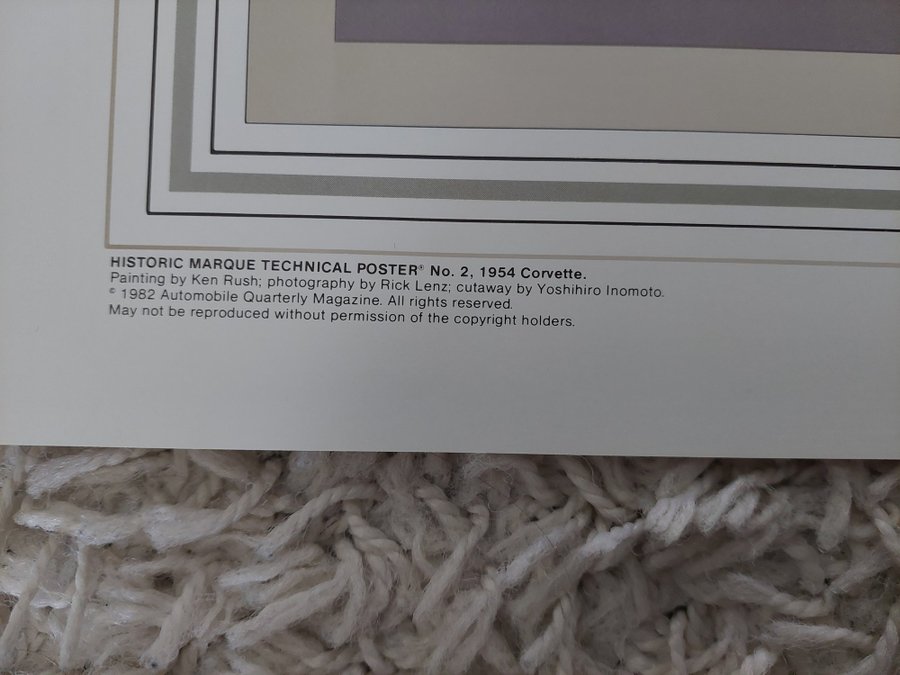 HISTORIC MARQUE TECHNICAL POSTER® No. 2, 1954 Corvette.
Painting by Ken Rush; photography by Rick Lenz; cutaway by Yoshihiro Inomoto.
© 1982 Automobile Quarterly Magazine. All rights reserved.
May not be reproduced without permission of the copyright holders.